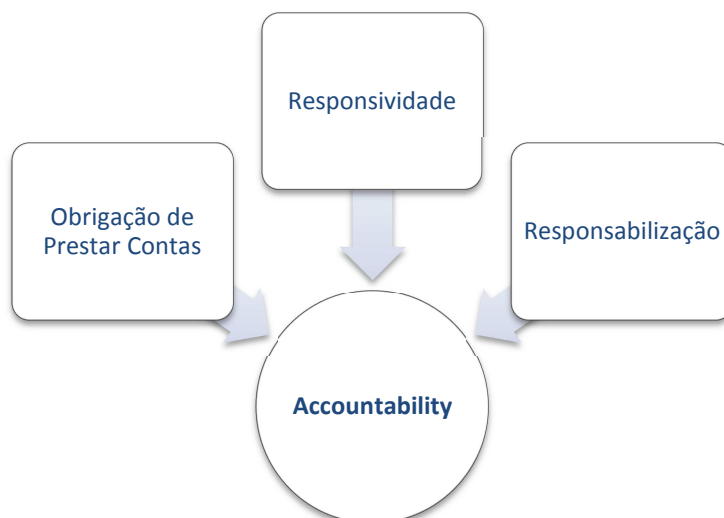 Responsividade
Obrigação de
Prestar Contas
Responsabilização
Accountability